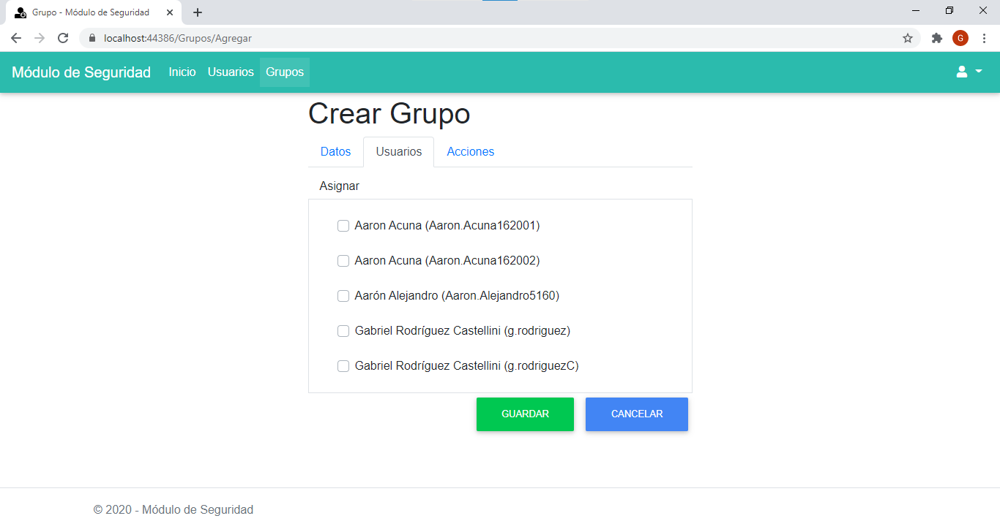 Grupo - Módulo de Seguridad
localhost:44386/Grupos/Agregar
G
Módulo de Seguridad Inicio Usuarios Grupos
Crear Grupo
Datos Usuarios Acciones
Asignar
Aaron Acuna (Aaron.Acuna162001)
Aaron Acuna (Aaron.Acuna162002)
Aarón Alejandro (Aaron.Alejandro5160)
Gabriel Rodríguez Castellini (g.rodriguez)
Gabriel Rodríguez Castellini (g.rodriguezC)
GUARDAR CANCELAR
© 2020 - Módulo de Seguridad